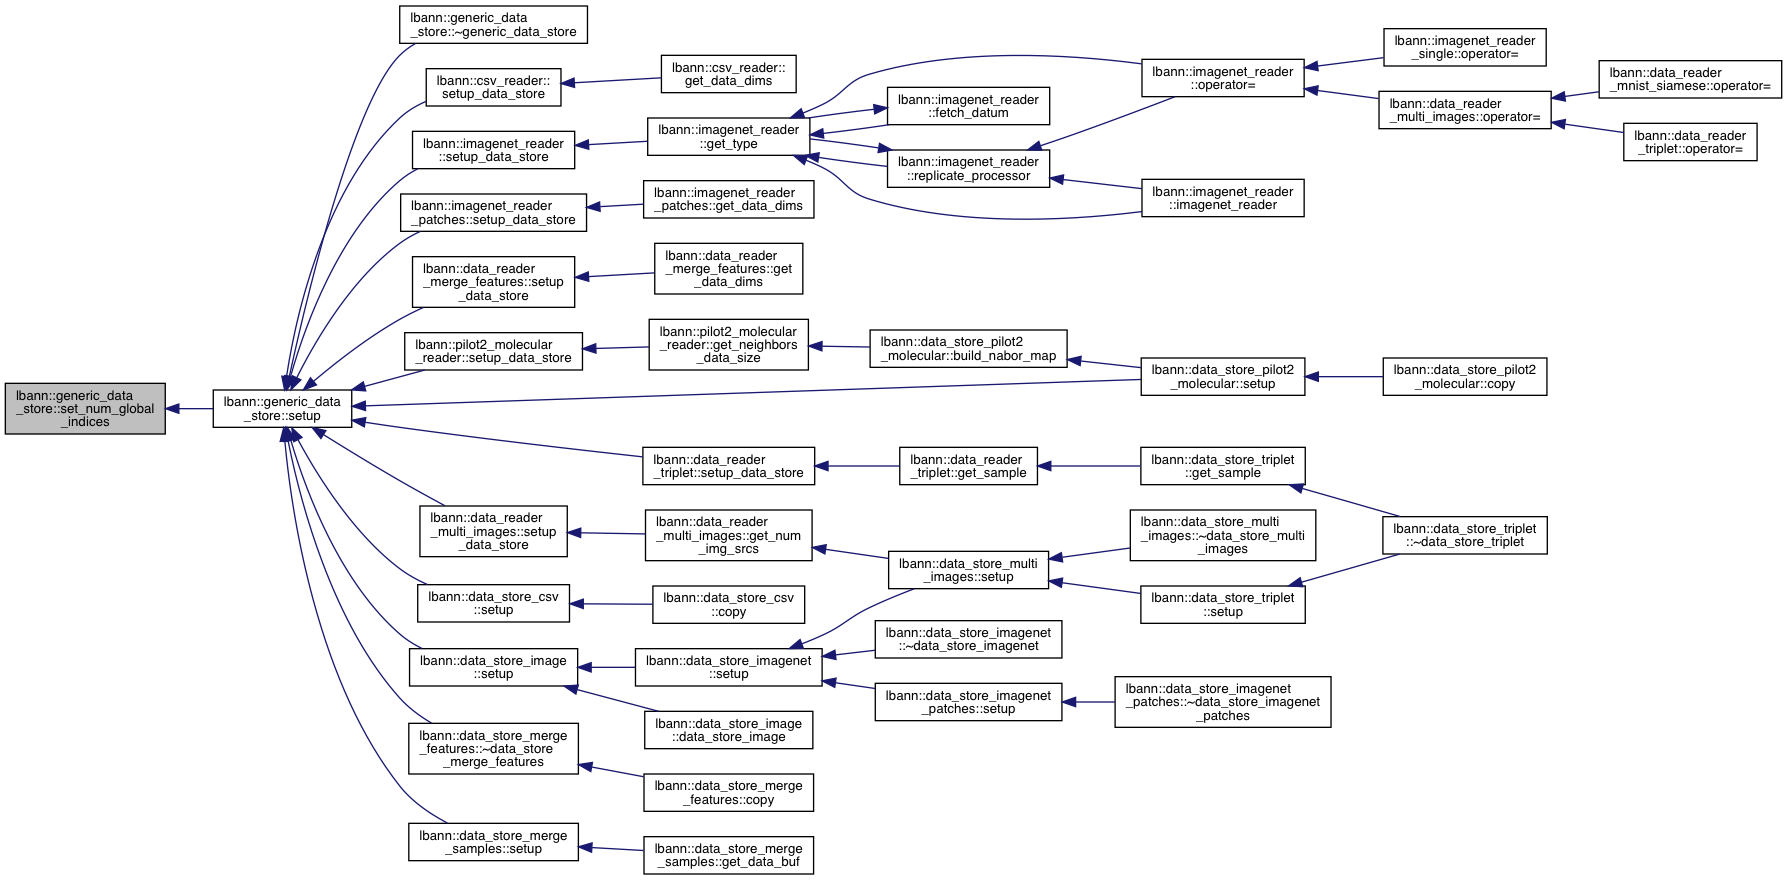 lbann::generic_data
_store::set_num_global
_indices
lbann::generic_data
_store::setup
lbann::generic_data
_store::~generic_data_store
lbann::csv_reader::
setup_data_store
lbann::csv_reader::
get_data_dims
lbann::imagenet_reader
::setup_data_store
lbann::imagenet_reader
::get_type
lbann::imagenet_reader
::fetch_datum
lbann::imagenet_reader
::replicate_processor
lbann::imagenet_reader
::operator=
lbann::imagenet_reader
_single::operator=
lbann::data_reader
_multi_images::operator=
lbann::data_reader
_mnist_siamese::operator=
lbann::data_reader
_triplet::operator=
lbann::imagenet_reader
::imagenet_reader
lbann::imagenet_reader
_patches::setup_data_store
lbann::imagenet_reader
_patches::get_data_dims
lbann::data_reader
_merge_features::setup
_data_store
lbann::data_reader
_merge_features::get
_data_dims
lbann::pilot2_molecular
_reader::setup_data_store
lbann::pilot2_molecular
_reader::get_neighbors
_data_size
lbann::data_store_pilot2
_molecular::build_nabor_map
lbann::data_store_pilot2
_molecular::setup
lbann::data_store_pilot2
_molecular::copy
lbann::data_reader
_triplet::setup_data_store
lbann::data_reader
_triplet::get_sample
lbann::data_store_triplet
::get_sample
lbann::data_store_triplet
::~data_store_triplet
lbann::data_reader
_multi_images::setup
_data_store
lbann::data_reader
_multi_images::get_num
_img_srcs
lbann::data_store_multi
_images::setup
lbann::data_store_multi
_images::~data_store_multi
_images
lbann::data_store_triplet
::setup
lbann::data_store_csv
::setup
lbann::data_store_csv
::copy
lbann::data_store_image
::setup
lbann::data_store_imagenet
::setup
lbann::data_store_imagenet
::~data_store_imagenet
lbann::data_store_imagenet
_patches::setup
lbann::data_store_imagenet
_patches::~data_store_imagenet
_patches
lbann::data_store_image
::data_store_image
lbann::data_store_merge
_features::~data_store
_merge_features
lbann::data_store_merge
_features::copy
lbann::data_store_merge
_samples::setup
lbann::data_store_merge
_samples::get_data_buf